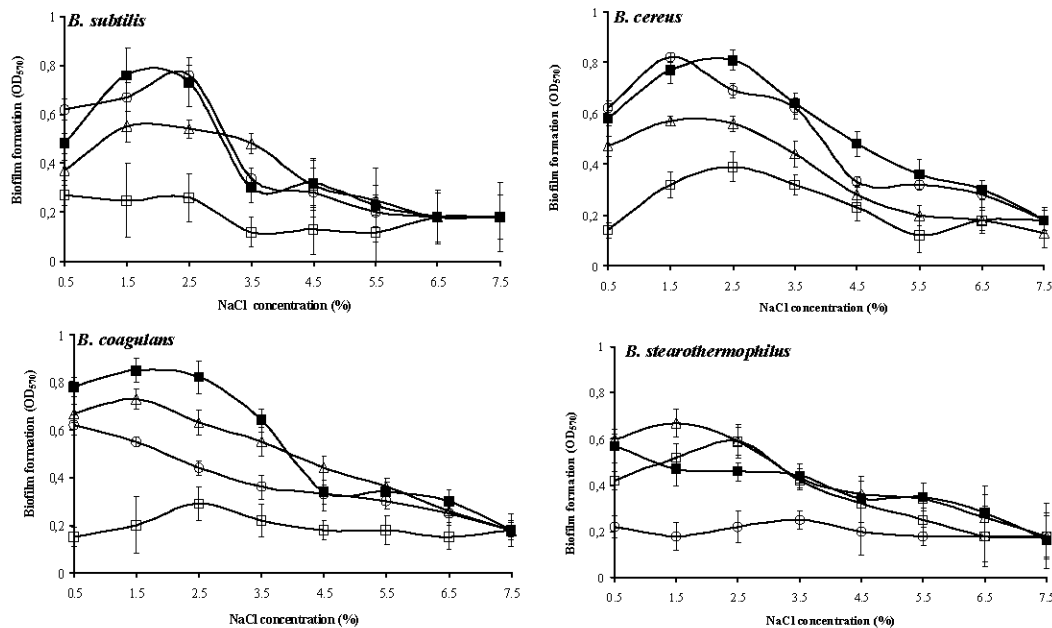 B. subtilis
Biofilm formation (OD570)
1
0,8
0,6
0,4
0,2
0
0.5 1.5 2.5 3.5 4.5 5.5 6.5 7.5
NaCl concentration (%)
B. cereus
Biofilm formation (OD570)
1
0,8
0,6
0,4
0,2
0
0.5 1.5 2.5 3.5 4.5 5.5 6.5 7.5
NaCl concentration (%)
B. coagulans
Biofilm formation (OD570)
1
0,8
0,6
0,4
0,2
0
0.5 1.5 2.5 3.5 4.5 5.5 6.5 7.5
NaCl concentration (%)
B. stearothermophilus
Biofilm formation (OD570)
1
0,8
0,6
0,4
0,2
0
0.5 1.5 2.5 3.5 4.5 5.5 6.5 7.5
NaCl concentration (%)